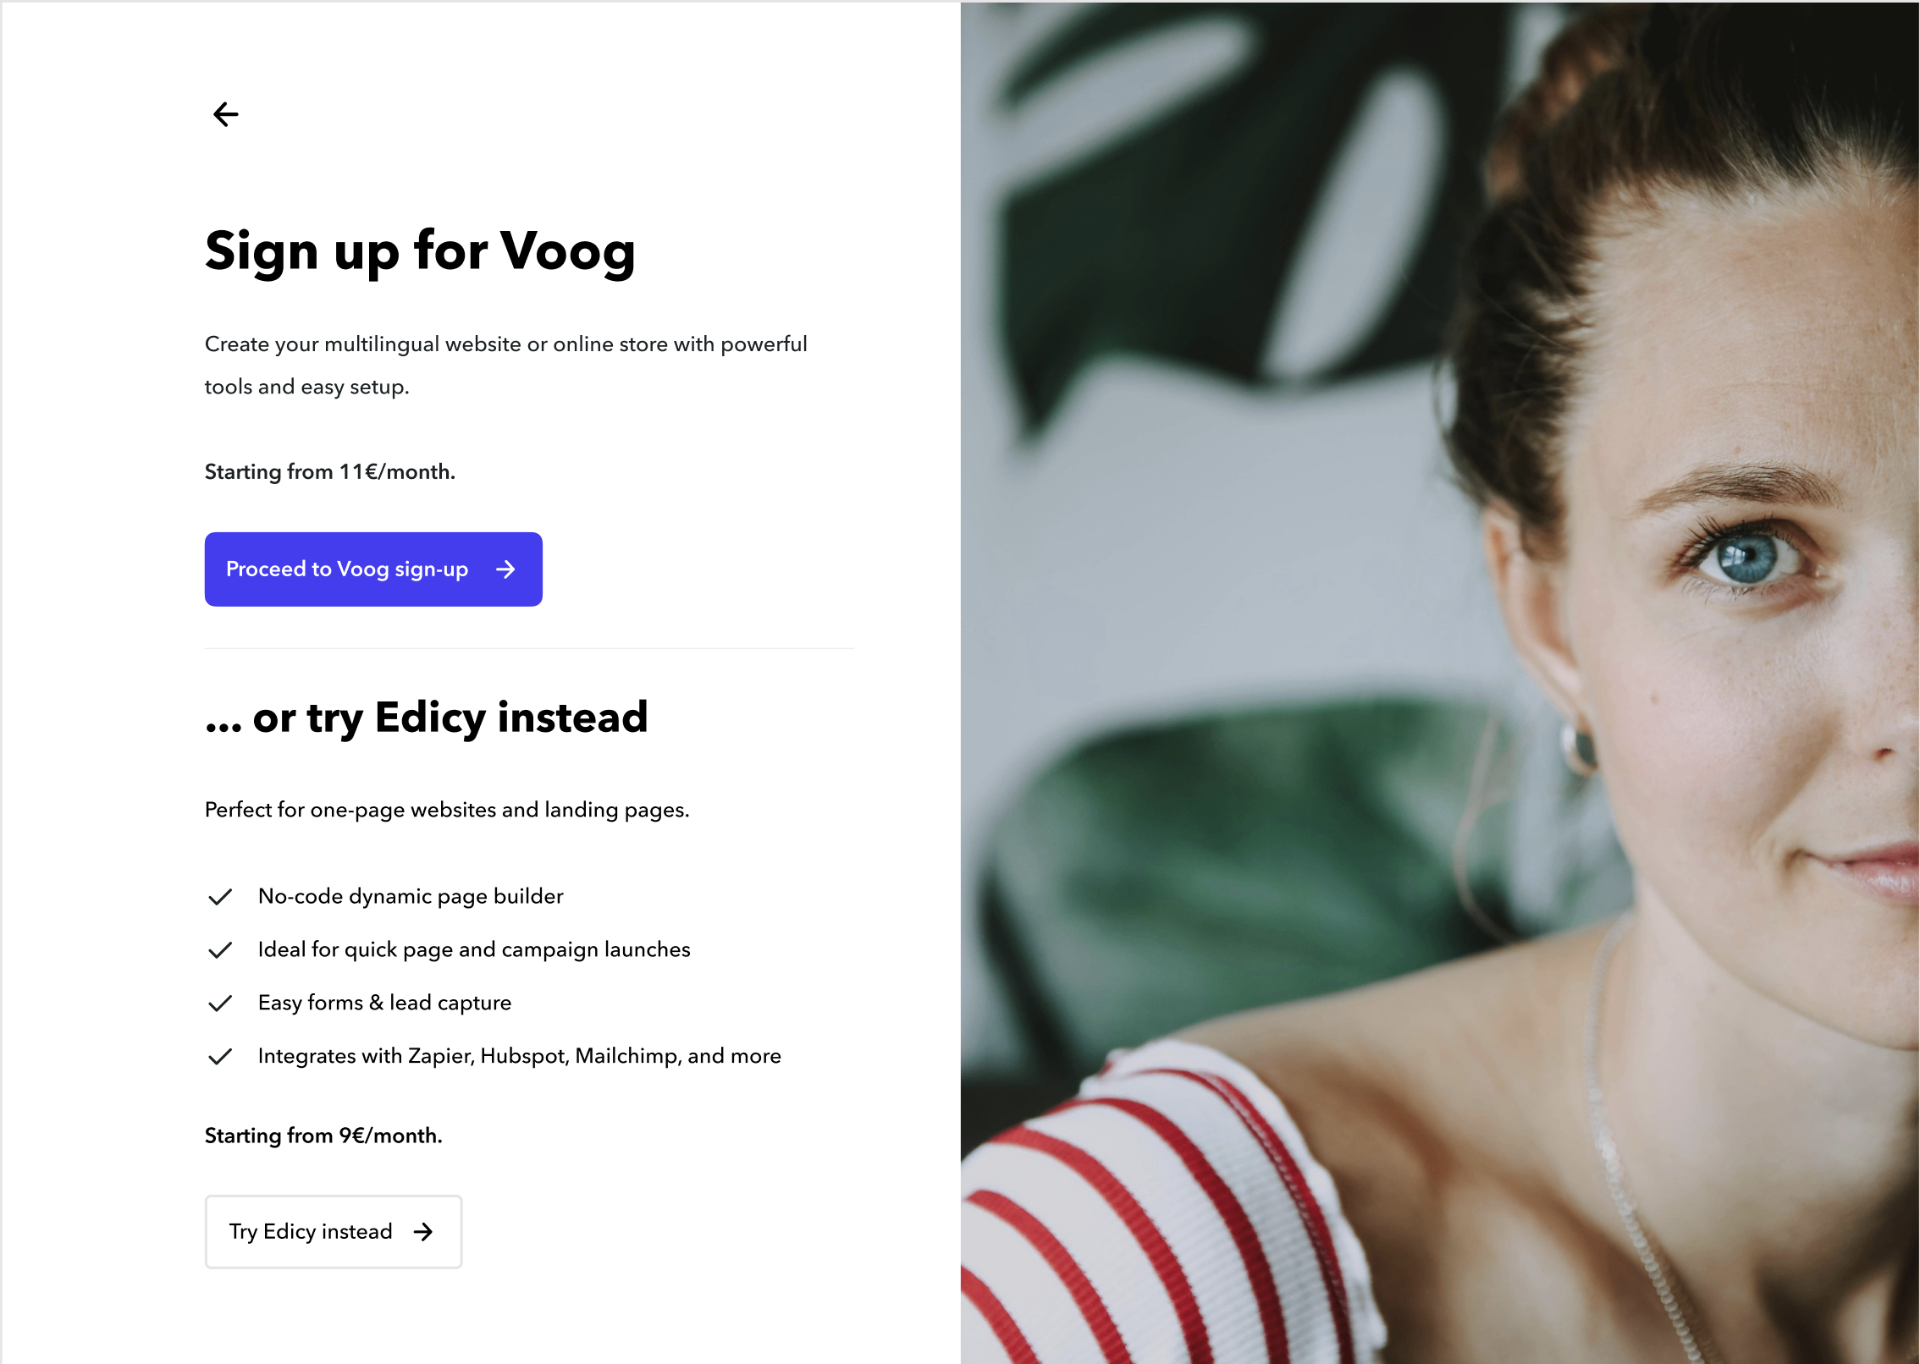 Sign up for Voog
Create your multilingual website or online store with powerful
tools and easy setup.
Starting from 11€/month.
Proceed to Voog sign-up
... or try Edicy instead
Perfect for one-page websites and landing pages.
No-code dynamic page builder
Ideal for quick page and campaign launches
Easy forms & lead capture
Integrates with Zapier, Hubspot, Mailchimp, and more
Starting from 9€/month.
Try Edicy instead